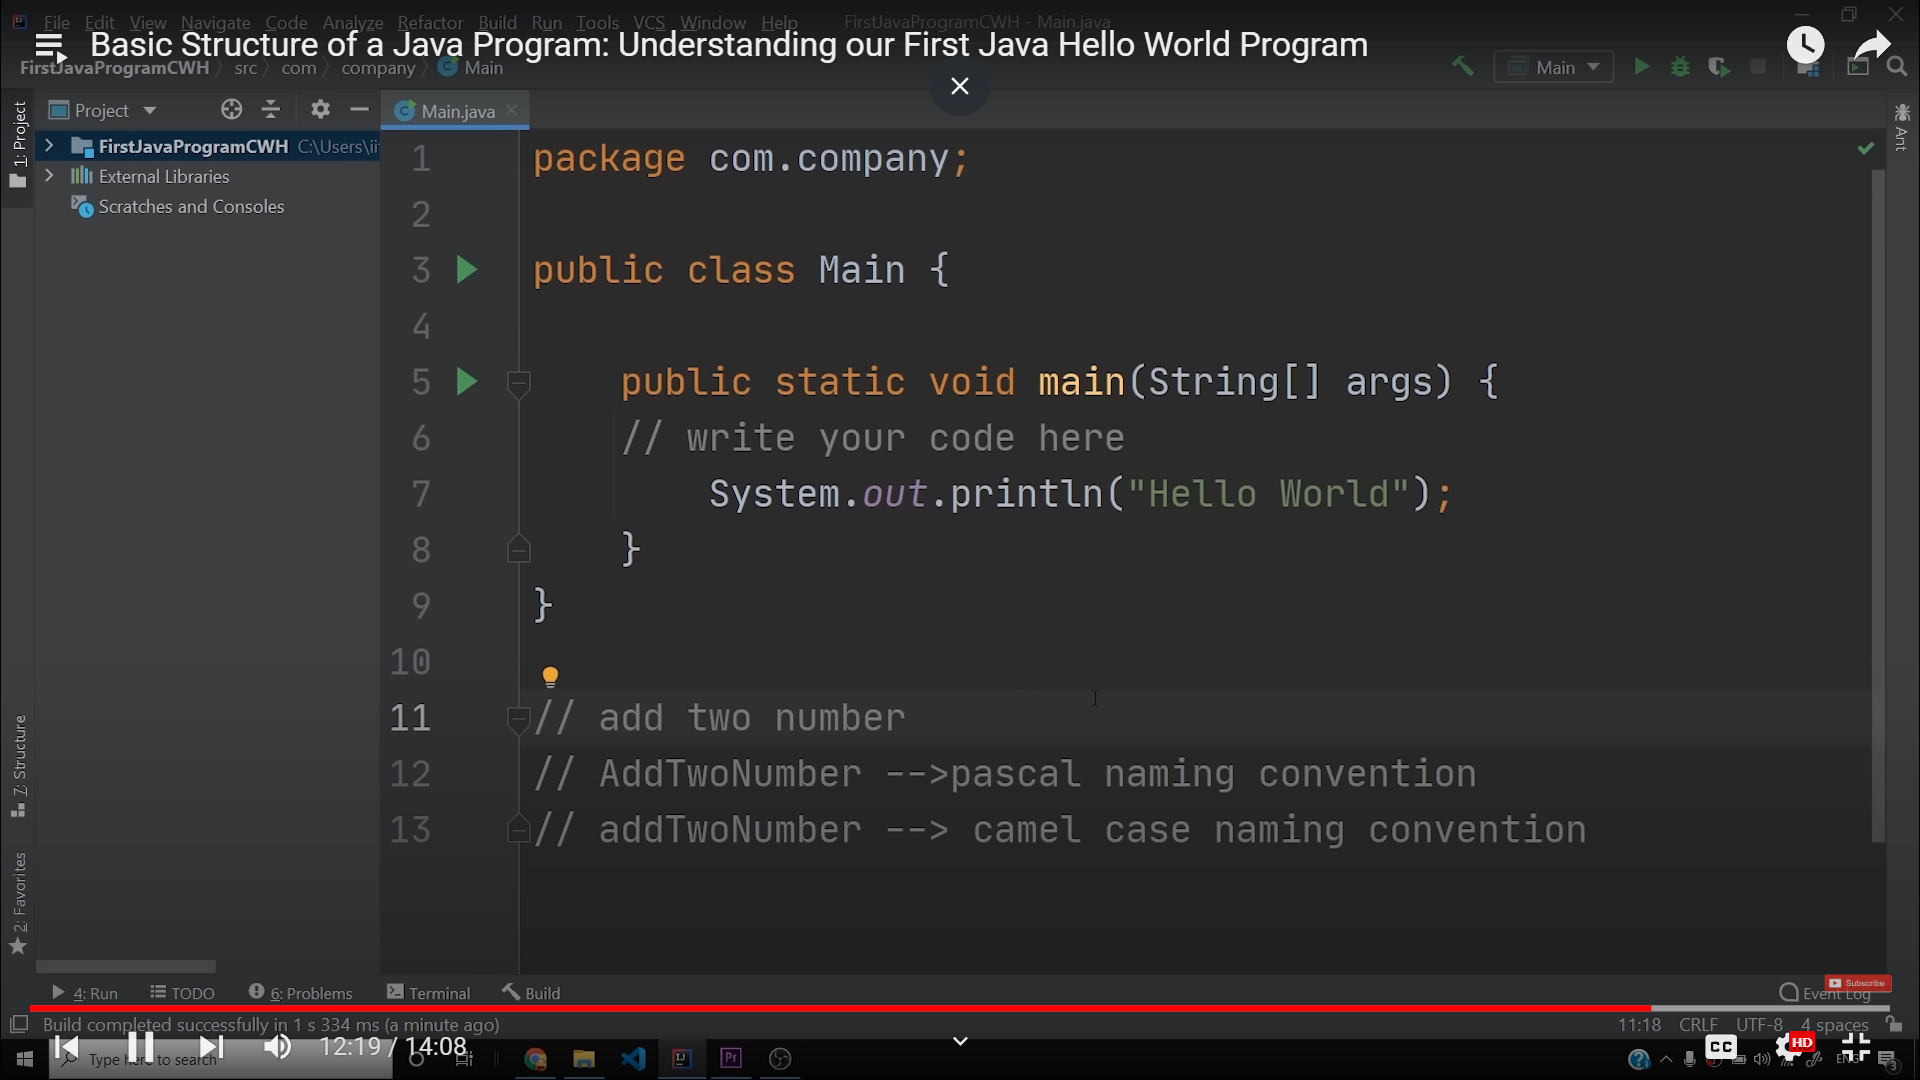 File Edit View Navigate Code Analyze Refactor Build Run Tools VCS Window Help FirstJavaProgramCWH - Main.java
Basic Structure of a Java Program: Understanding our First Java Hello World Program
FirstJavaProgramCWH src com company Main
Main
Project
Main.java
1: Project
Ant
FirstJavaProgramCWH C:\Users\ii
External Libraries
Scratches and Consoles
1 package com.company;
2
3 public class Main {
4
5 public static void main(String[] args) {
6 // write your code here
7 System.out.println("Hello World");
8 }
9 }
10
11 // add two number
12 // AddTwoNumber -->pascal naming convention
13 // addTwoNumber --> camel case naming convention
7: Structure
2: Favorites
4: Run TODO 6: Problems Terminal Build
Subscribe
Event Log
Build completed successfully in 1 s 334 ms (a minute ago)
11:18 CRLF UTF-8 4 spaces
12:19 / 14:08
Type here to search
CC
HD
3